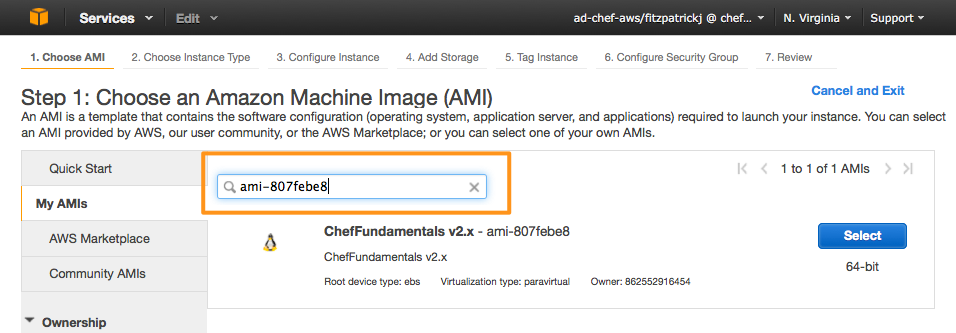 Services Edit ad-chef-aws/fitzpatrickj @ chef... N. Virginia Support
1. Choose AMI 2. Choose Instance Type 3. Configure Instance 4. Add Storage 5. Tag Instance 6. Configure Security Group 7. Review
Step 1: Choose an Amazon Machine Image (AMI)
Cancel and Exit
An AMI is a template that contains the software configuration (operating system, application server, and applications) required to launch your instance. You can select
an AMI provided by AWS, our user community, or the AWS Marketplace; or you can select one of your own AMIs.
Quick Start
My AMIs
AWS Marketplace
Community AMIs
Ownership
ami-807febe8
1 to 1 of 1 AMIs
ChefFundamentals v2.x - ami-807febe8
ChefFundamentals v2.x
Root device type: ebs Virtualization type: paravirtual Owner: 862552916454
Select
64-bit